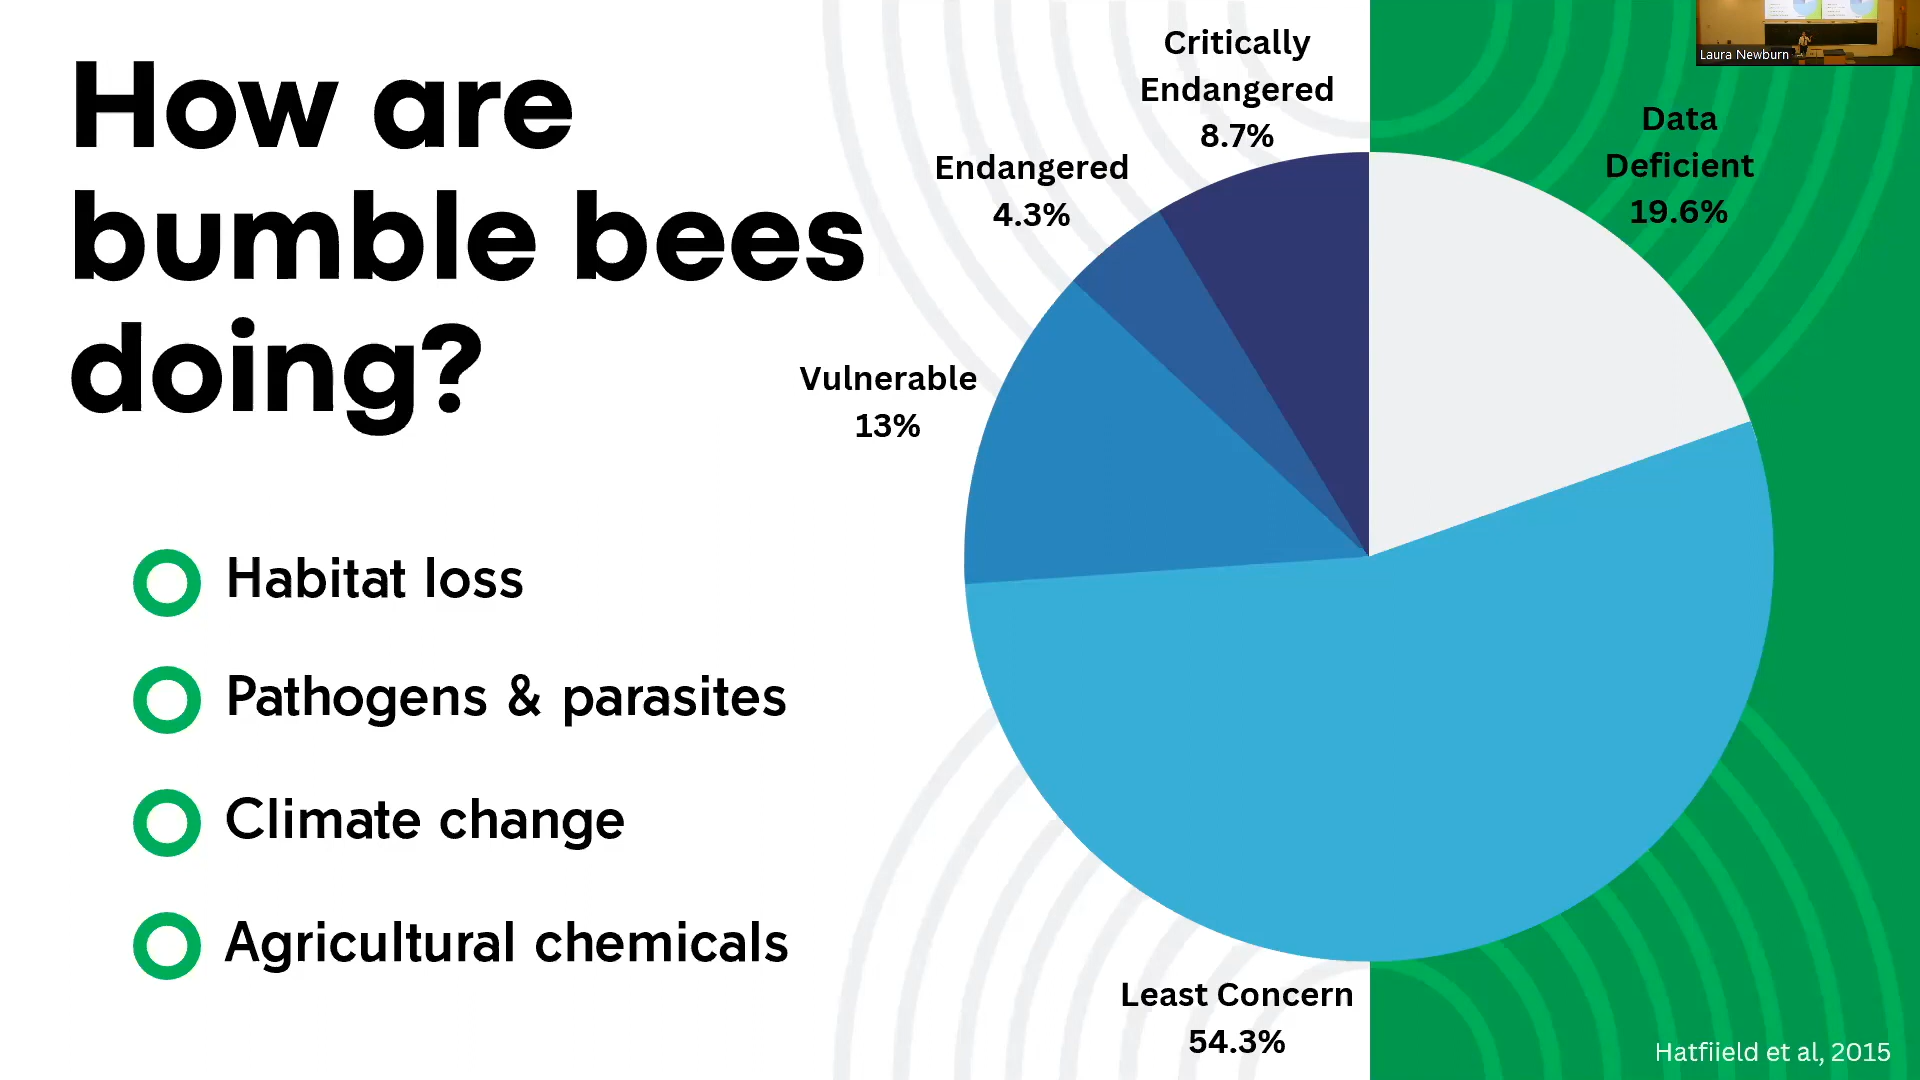 How are
bumble bees
doing?
Habitat loss
Pathogens & parasites
Climate change
Agricultural chemicals
Critically
Endangered
8.7%
Endangered
4.3%
Vulnerable
13%
Data
Deficient
19.6%
Least Concern
54.3%
Hatfiield et al, 2015
Laura Newburn